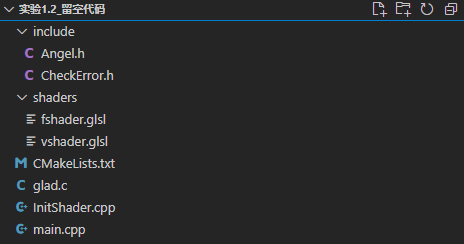 实验1.2_留空代码
include
C Angel.h
C CheckError.h
shaders
fshader.glsl
vshader.glsl
M CMakeLists.txt
C glad.c
C++ InitShader.cpp
C++ main.cpp